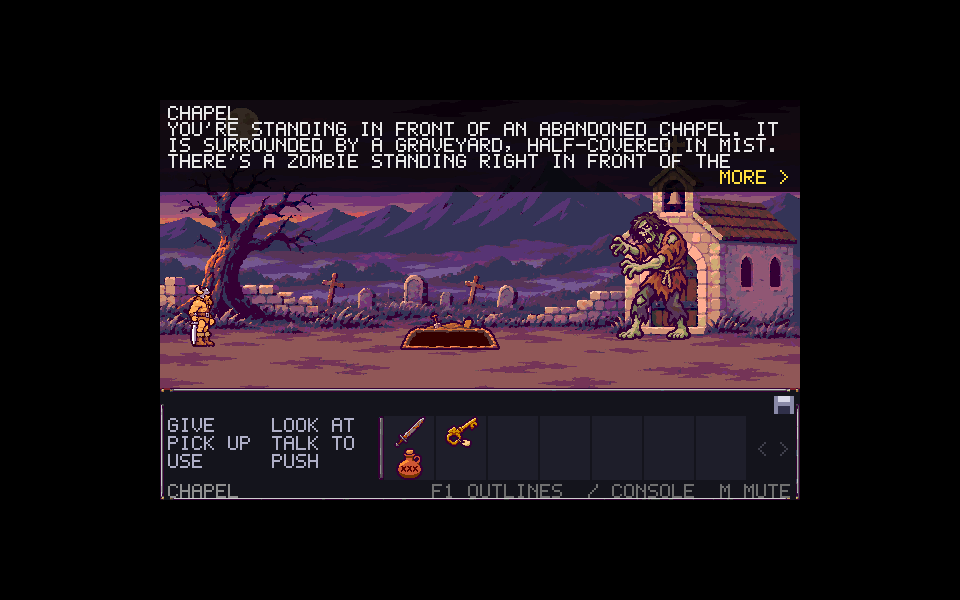 CHAPEL
YOU'RE STANDING IN FRONT OF AN ABANDONED CHAPEL. IT
IS SURROUNDED BY A GRAVEYARD, HALF-COVERED IN MIST.
THERE'S A ZOMBIE STANDING RIGHT IN FRONT OF THE
MORE >
GIVE LOOK AT
PICK UP TALK TO
USE PUSH
XXX
< >
CHAPEL F1 OUTLINES / CONSOLE M MUTE